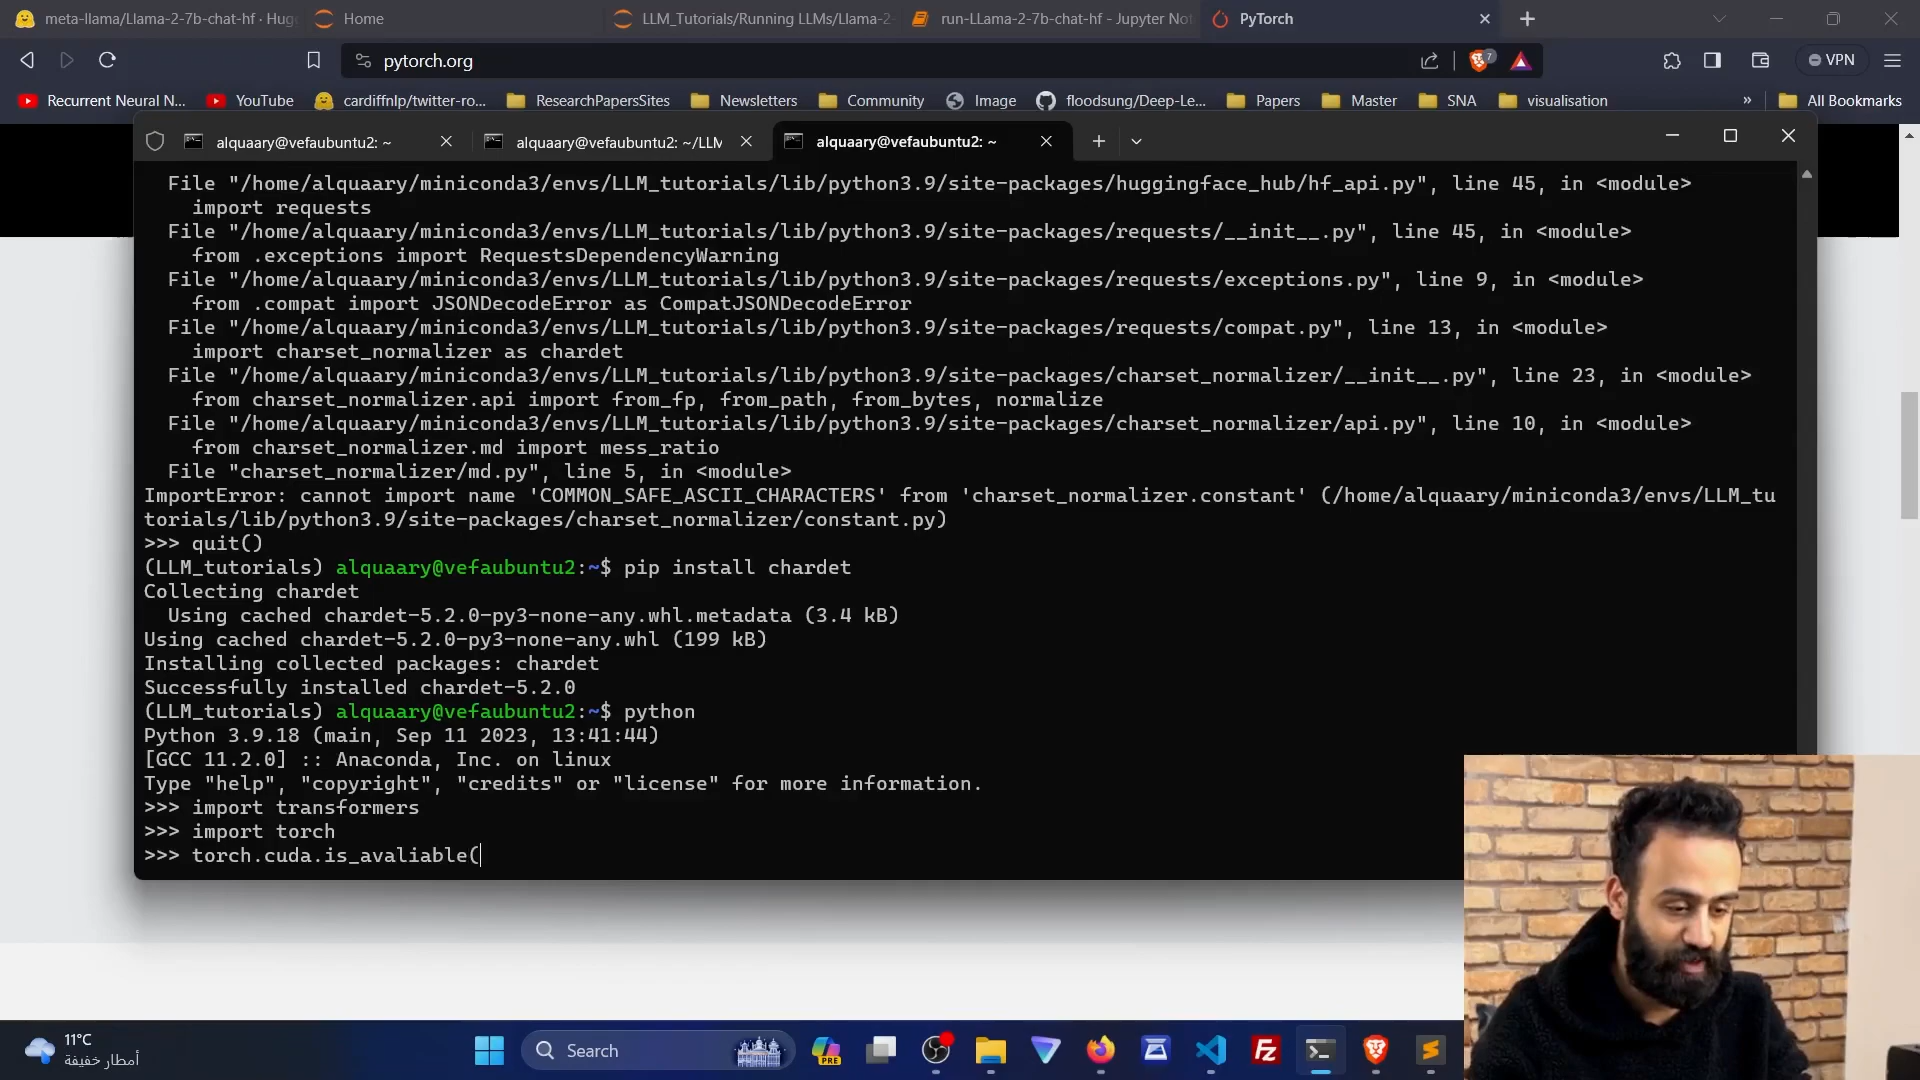 meta-llama/Llama-2-7b-chat-hf · Hug
Home
LLM_Tutorials/Running LLMs/Llama-2-
run-LLama-2-7b-chat-hf - Jupyter Not
PyTorch
pytorch.org
7
VPN
Recurrent Neural N...
YouTube
cardiffnlp/twitter-ro...
ResearchPapersSites
Newsletters
Community
Image
floodsung/Deep-Le...
Papers
Master
SNA
visualisation
»
All Bookmarks
alquaary@vefaubuntu2: ~
alquaary@vefaubuntu2: ~/LLM
alquaary@vefaubuntu2: ~
File "/home/alquaary/miniconda3/envs/LLM_tutorials/lib/python3.9/site-packages/huggingface_hub/hf_api.py", line 45, in <module>
import requests
File "/home/alquaary/miniconda3/envs/LLM_tutorials/lib/python3.9/site-packages/requests/__init__.py", line 45, in <module>
from .exceptions import RequestsDependencyWarning
File "/home/alquaary/miniconda3/envs/LLM_tutorials/lib/python3.9/site-packages/requests/exceptions.py", line 9, in <module>
from .compat import JSONDecodeError as CompatJSONDecodeError
File "/home/alquaary/miniconda3/envs/LLM_tutorials/lib/python3.9/site-packages/requests/compat.py", line 13, in <module>
import charset_normalizer as chardet
File "/home/alquaary/miniconda3/envs/LLM_tutorials/lib/python3.9/site-packages/charset_normalizer/__init__.py", line 23, in <module>
from charset_normalizer.api import from_fp, from_path, from_bytes, normalize
File "/home/alquaary/miniconda3/envs/LLM_tutorials/lib/python3.9/site-packages/charset_normalizer/api.py", line 10, in <module>
from charset_normalizer.md import mess_ratio
File "charset_normalizer/md.py", line 5, in <module>
ImportError: cannot import name 'COMMON_SAFE_ASCII_CHARACTERS' from 'charset_normalizer.constant' (/home/alquaary/miniconda3/envs/LLM_tu
torials/lib/python3.9/site-packages/charset_normalizer/constant.py)
>>> quit()
(LLM_tutorials) alquaary@vefaubuntu2:~$ pip install chardet
Collecting chardet
Using cached chardet-5.2.0-py3-none-any.whl.metadata (3.4 kB)
Using cached chardet-5.2.0-py3-none-any.whl (199 kB)
Installing collected packages: chardet
Successfully installed chardet-5.2.0
(LLM_tutorials) alquaary@vefaubuntu2:~$ python
Python 3.9.18 (main, Sep 11 2023, 13:41:44)
[GCC 11.2.0] :: Anaconda, Inc. on linux
Type "help", "copyright", "credits" or "license" for more information.
>>> import transformers
>>> import torch
>>> torch.cuda.is_avaliable(
11°C
أمطار خفيفة
Search
PRE